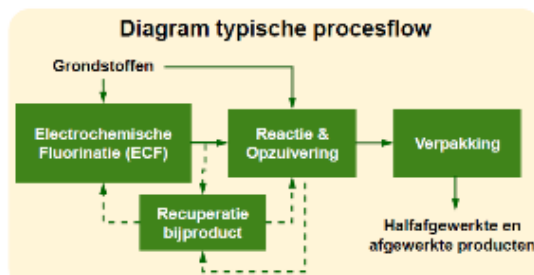 Diagram typische procesflow
Grondstoffen
Electrochemische
Fluorinatie (ECF)
Reactie &
Opzuivering
Verpakking
Recuperatie
bijproduct
Halfafgewerkte en
afgewerkte producten